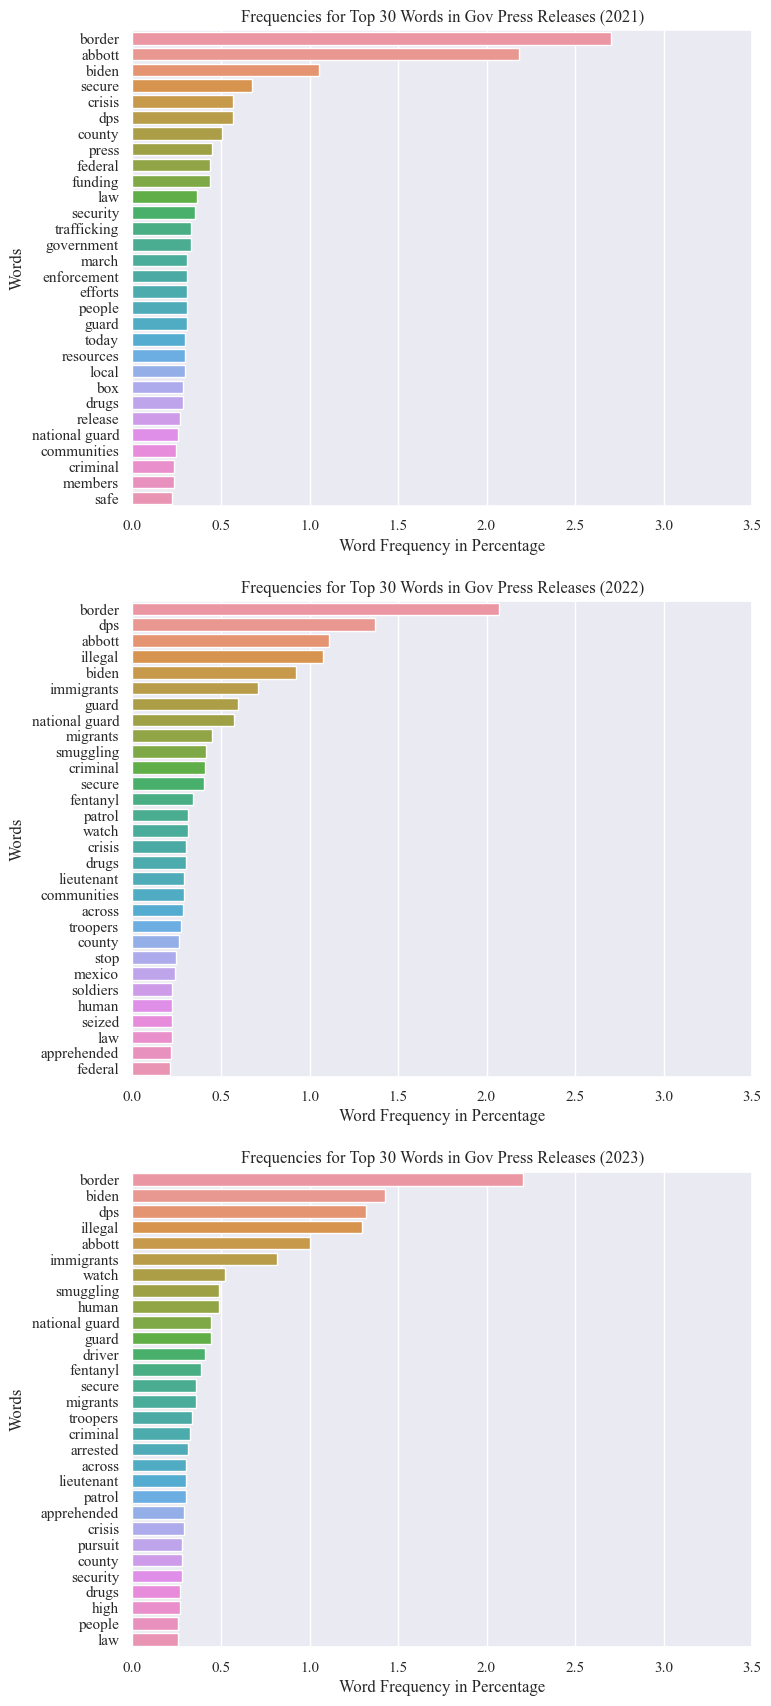 Frequencies for Top 30 Words in Gov Press Releases (2021)
border
abbott
biden
secure
crisis
dps
county
press
federal
funding
law
security
trafficking
government
march
enforcement
efforts
people
guard
today
resources
local
box
drugs
release
national guard
communities
criminal
members
safe
Words
0.0 0.5 1.0 1.5 2.0 2.5 3.0 3.5
Word Frequency in Percentage
Frequencies for Top 30 Words in Gov Press Releases (2022)
border
dps
abbott
illegal
biden
immigrants
guard
national guard
migrants
smuggling
criminal
secure
fentanyl
patrol
watch
crisis
drugs
lieutenant
communities
across
troopers
county
stop
mexico
soldiers
human
seized
law
apprehended
federal
Words
0.0 0.5 1.0 1.5 2.0 2.5 3.0 3.5
Word Frequency in Percentage
Frequencies for Top 30 Words in Gov Press Releases (2023)
border
biden
dps
illegal
abbott
immigrants
watch
smuggling
human
national guard
guard
driver
fentanyl
secure
migrants
troopers
criminal
arrested
across
lieutenant
patrol
apprehended
crisis
pursuit
county
security
drugs
high
people
law
Words
0.0 0.5 1.0 1.5 2.0 2.5 3.0 3.5
Word Frequency in Percentage